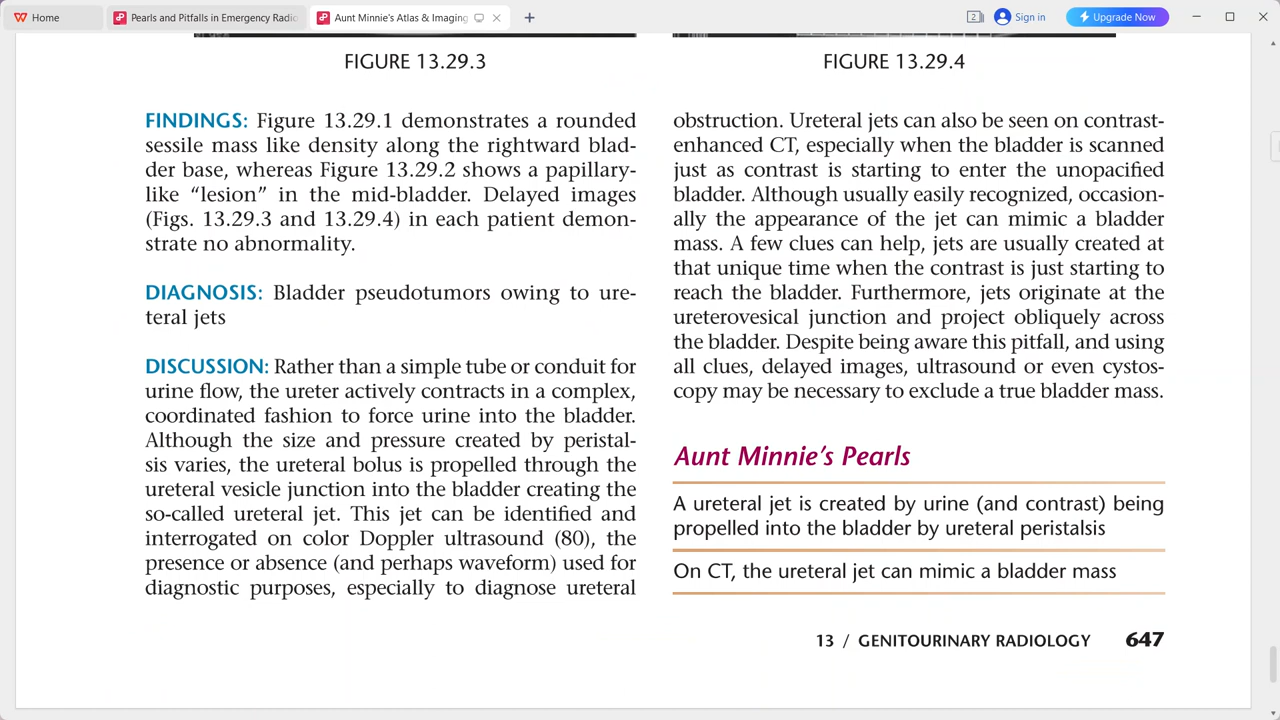 Home
Pearls and Pitfalls in Emergency Radio
Aunt Minnie's Atlas & Imaging
2
Sign in
Upgrade Now
FIGURE 13.29.3
FIGURE 13.29.4
FINDINGS: Figure 13.29.1 demonstrates a rounded
sessile mass like density along the rightward blad-
der base, whereas Figure 13.29.2 shows a papillary-
like “lesion” in the mid-bladder. Delayed images
(Figs. 13.29.3 and 13.29.4) in each patient demon-
strate no abnormality.
DIAGNOSIS: Bladder pseudotumors owing to ure-
teral jets
DISCUSSION: Rather than a simple tube or conduit for
urine flow, the ureter actively contracts in a complex,
coordinated fashion to force urine into the bladder.
Although the size and pressure created by peristal-
sis varies, the ureteral bolus is propelled through the
ureteral vesicle junction into the bladder creating the
so-called ureteral jet. This jet can be identified and
interrogated on color Doppler ultrasound (80), the
presence or absence (and perhaps waveform) used for
diagnostic purposes, especially to diagnose ureteral
obstruction. Ureteral jets can also be seen on contrast-
enhanced CT, especially when the bladder is scanned
just as contrast is starting to enter the unopacified
bladder. Although usually easily recognized, occasion-
ally the appearance of the jet can mimic a bladder
mass. A few clues can help, jets are usually created at
that unique time when the contrast is just starting to
reach the bladder. Furthermore, jets originate at the
ureterovesical junction and project obliquely across
the bladder. Despite being aware this pitfall, and using
all clues, delayed images, ultrasound or even cystos-
copy may be necessary to exclude a true bladder mass.
Aunt Minnie’s Pearls
A ureteral jet is created by urine (and contrast) being
propelled into the bladder by ureteral peristalsis
On CT, the ureteral jet can mimic a bladder mass
13 / GENITOURINARY RADIOLOGY 647